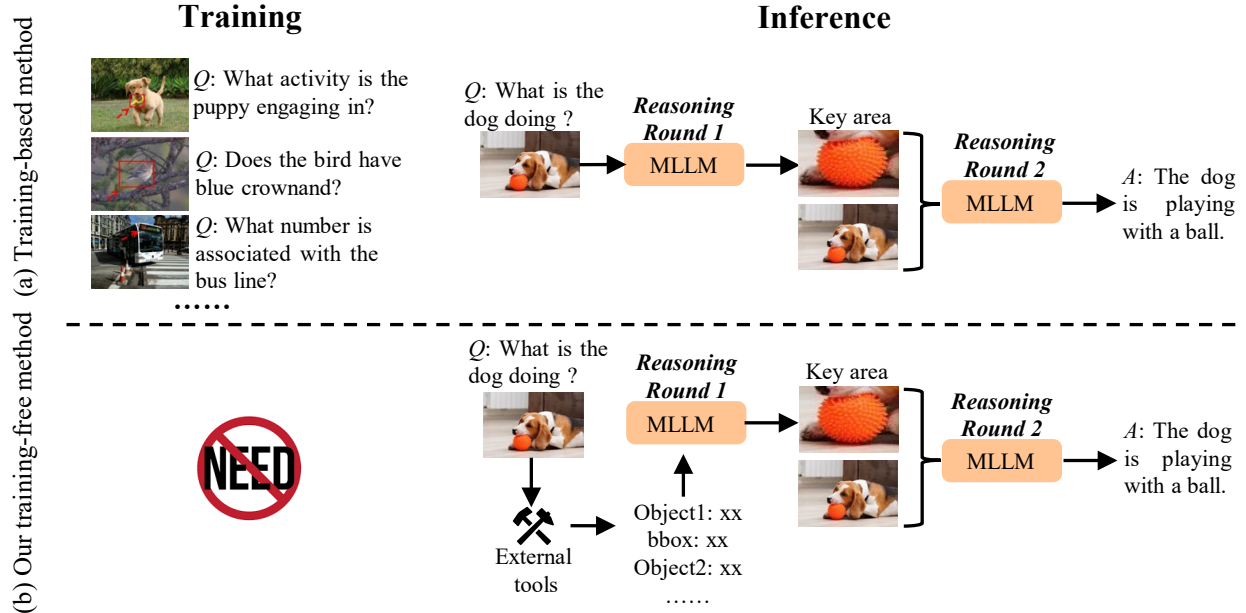 Training
Inference
(a) Training-based method
Q: What activity is the
puppy engaging in?
Q: Does the bird have
blue crownand?
Q: What number is
associated with the
bus line?
......
Q: What is the
dog doing ?
Reasoning
Round 1
MLLM
Key area
Reasoning
Round 2
MLLM
A: The dog
is playing
with a ball.
(b) Our training-free method
NEED
Q: What is the
dog doing ?
External
tools
Reasoning
Round 1
MLLM
Object1: xx
bbox: xx
Object2: xx
......
Key area
Reasoning
Round 2
MLLM
A: The dog
is playing
with a ball.